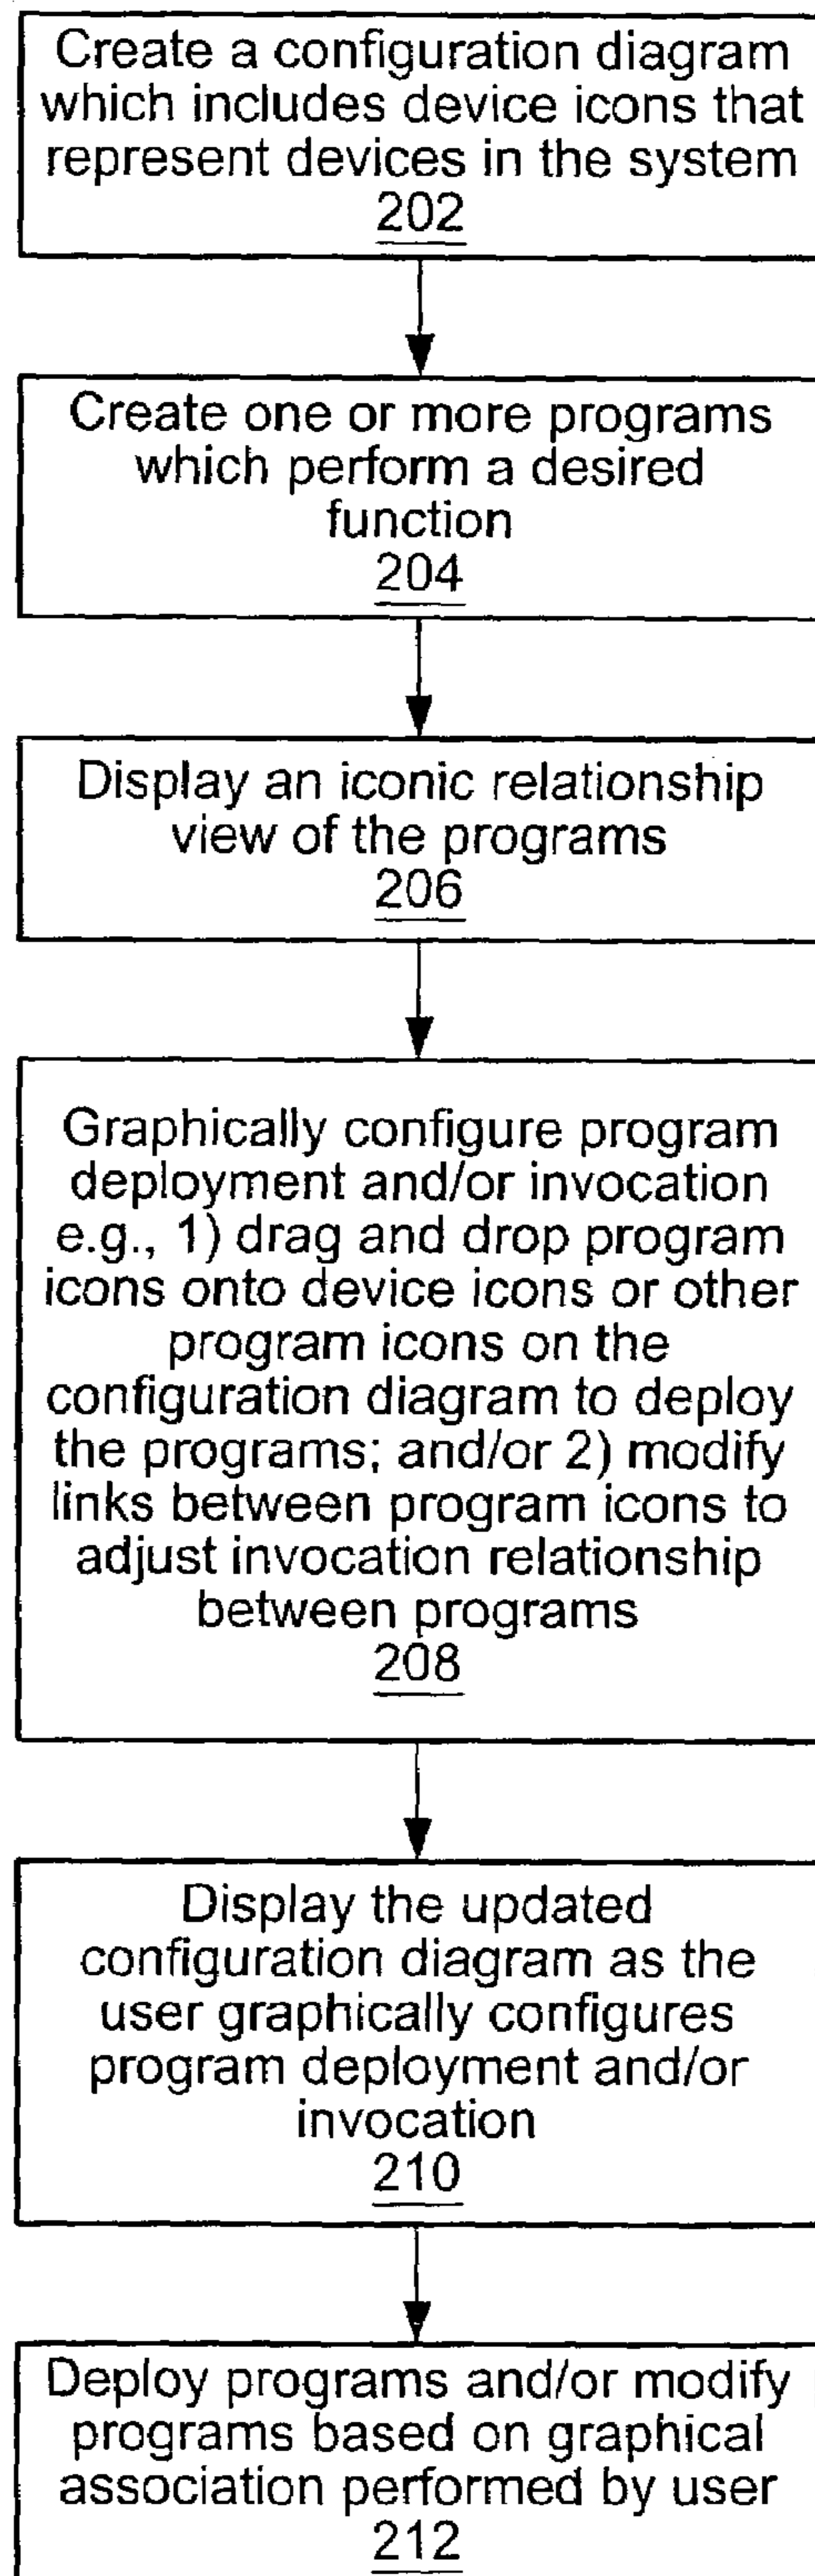 Create a configuration diagram
which includes device icons that
represent devices in the system
202
Create one or more programs
which perform a desired
function
204
Display an iconic relationship
view of the programs
206
Graphically configure program
deployment and/or invocation
e.g., 1) drag and drop program
icons onto device icons or other
program icons on the
configuration diagram to deploy
the programs; and/or 2) modify
links between program icons to
adjust invocation relationship
between programs
208
Display the updated
configuration diagram as the
user graphically configures
program deployment and/or
invocation
210
Deploy programs and/or modify
programs based on graphical
association performed by user
212